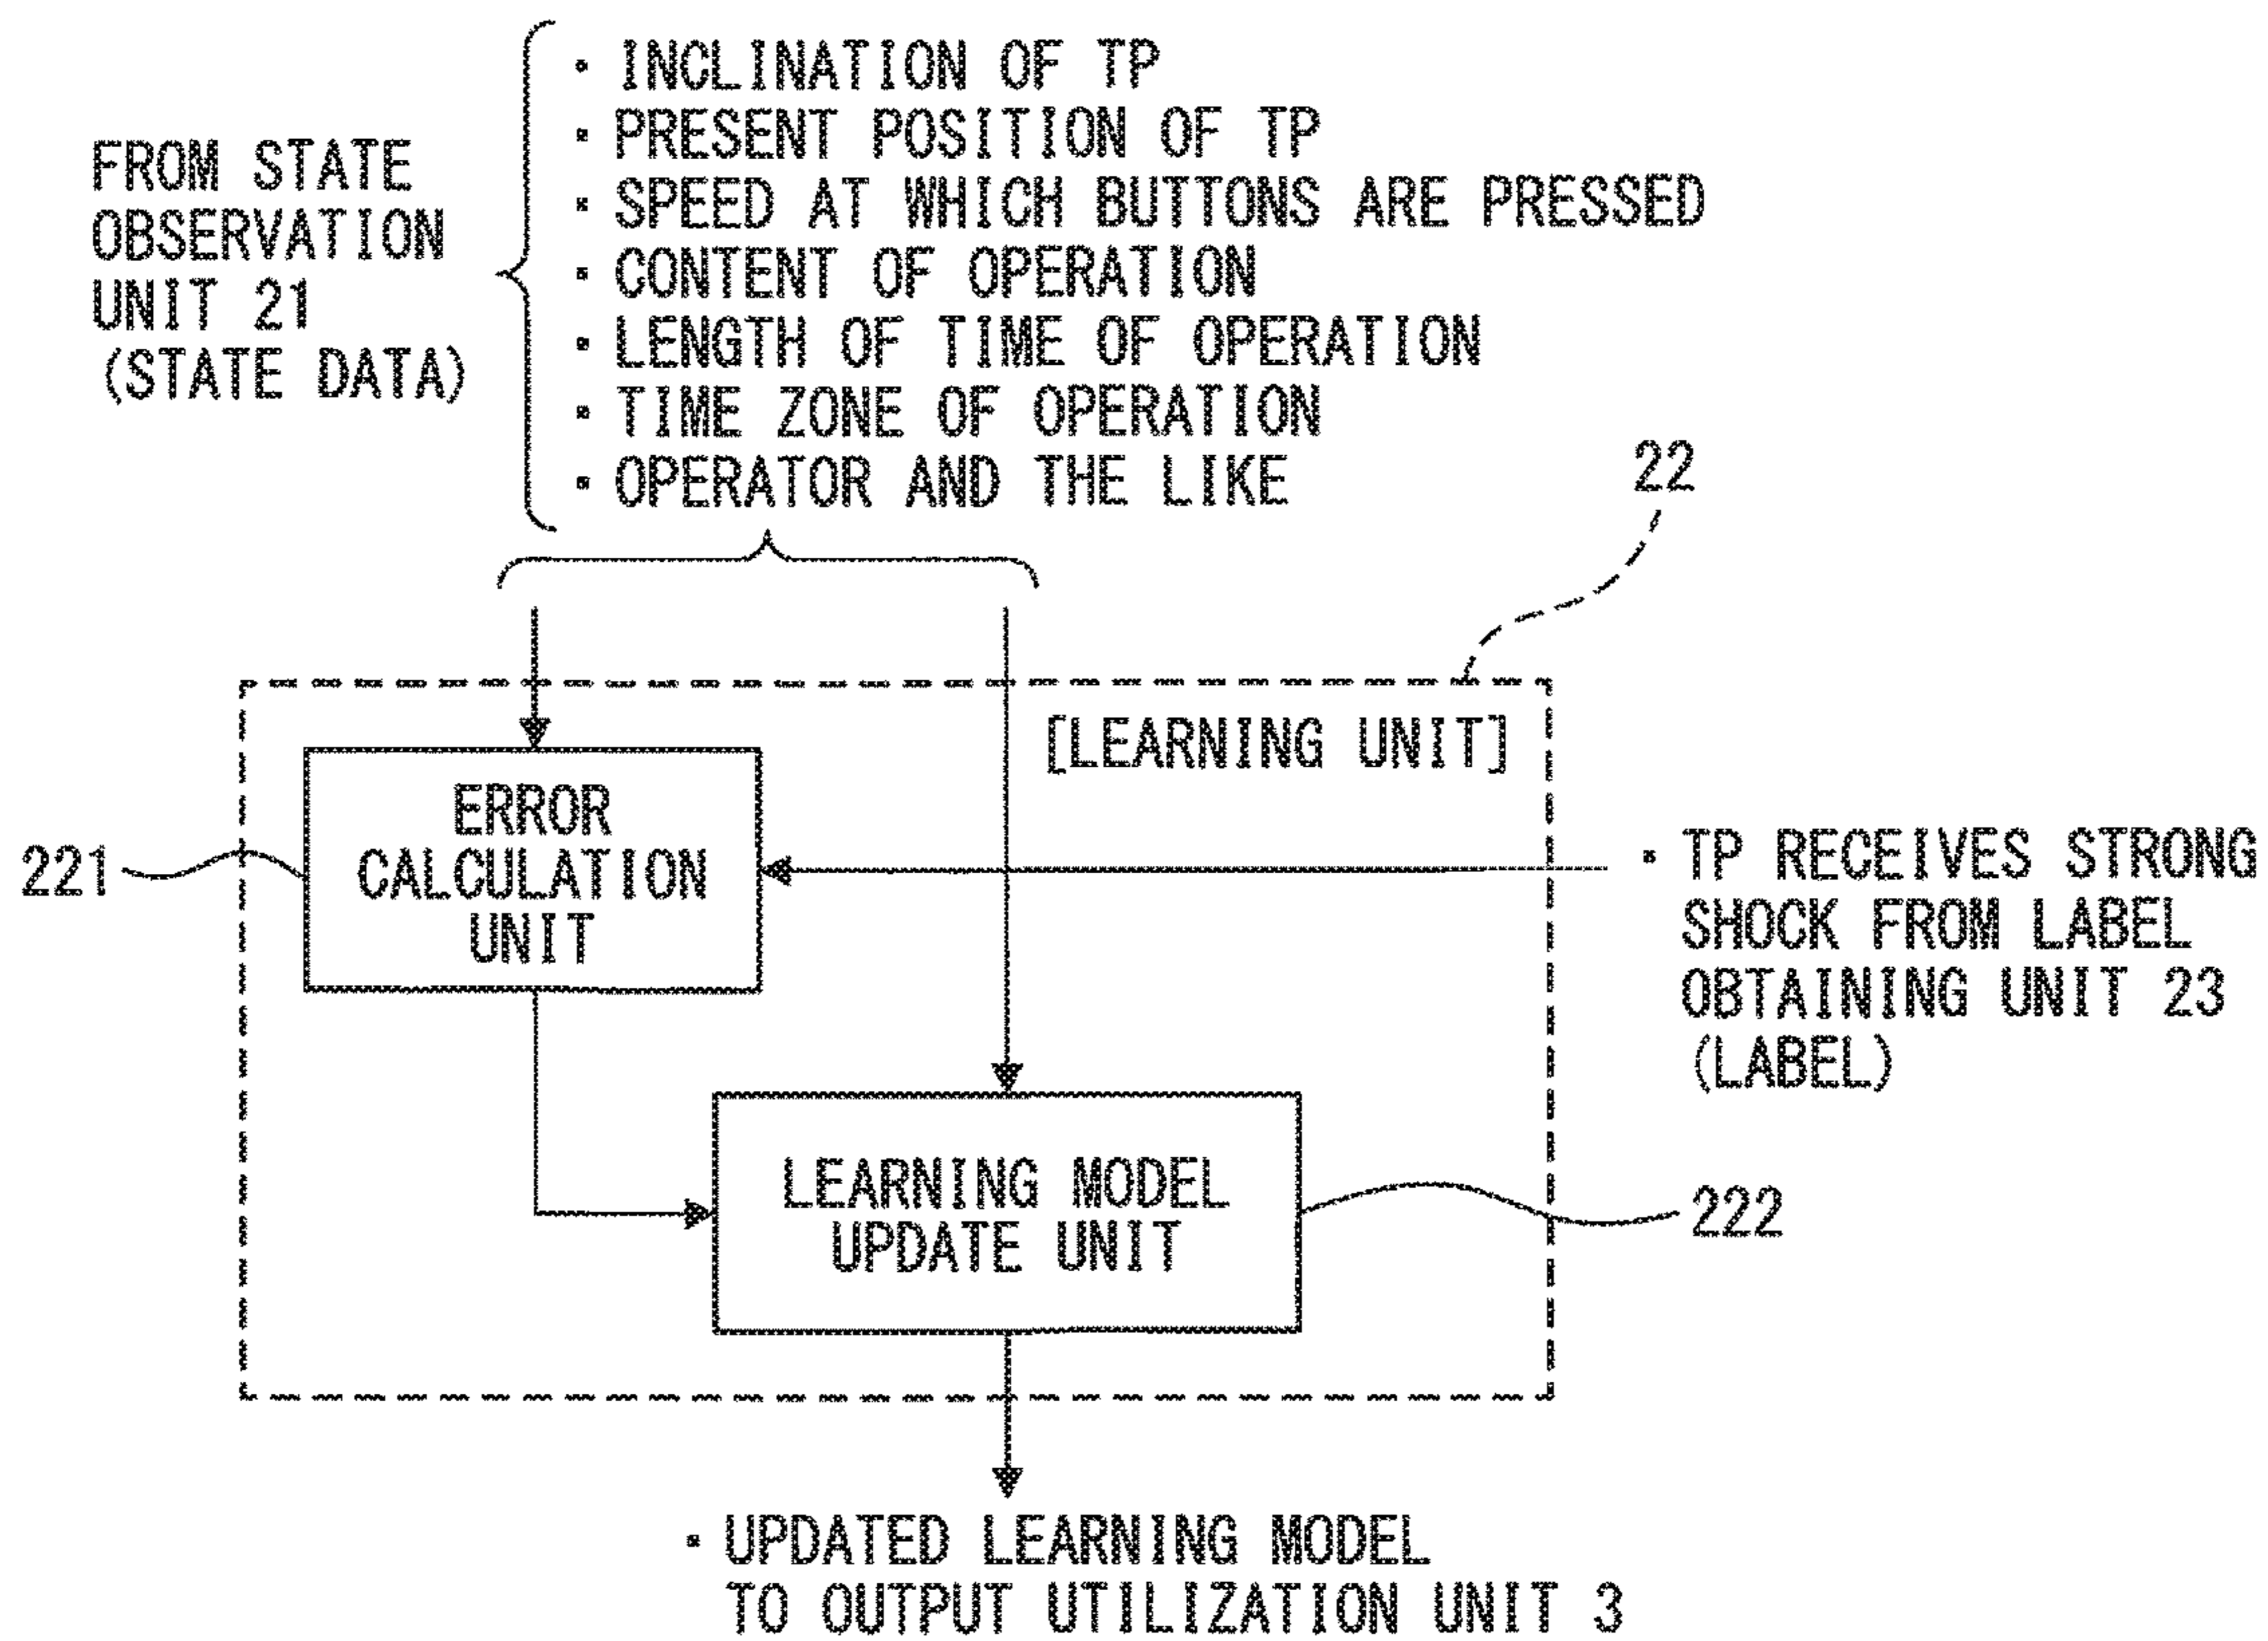 FROM STATE
OBSERVATION
UNIT 21
(STATE DATA)
· INCLINATION OF TP
· PRESENT POSITION OF TP
· SPEED AT WHICH BUTTONS ARE PRESSED
· CONTENT OF OPERATION
· LENGTH OF TIME OF OPERATION
· TIME ZONE OF OPERATION
· OPERATOR AND THE LIKE
22
[LEARNING UNIT]
221
ERROR
CALCULATION
UNIT
· TP RECEIVES STRONG
SHOCK FROM LABEL
OBTAINING UNIT 23
(LABEL)
LEARNING MODEL
UPDATE UNIT
222
· UPDATED LEARNING MODEL
TO OUTPUT UTILIZATION UNIT 3